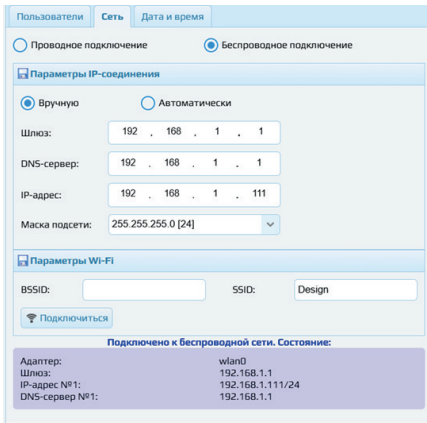 Пользователи Сеть Дата и время
Проводное подключение Беспроводное подключение
Параметры IP-соединения
Вручную Автоматически
Шлюз: 192 . 168 . 1 . 1
DNS-сервер: 192 . 168 . 1 . 1
IP-адрес: 192 . 168 . 1 . 111
Маска подсети: 255.255.255.0 [24]
Параметры Wi-Fi
BSSID: SSID: Design
Подключиться
Подключено к беспроводной сети. Состояние:
Адаптер: wlan0
Шлюз: 192.168.1.1
IP-адрес №1: 192.168.1.111/24
DNS-сервер №1: 192.168.1.1